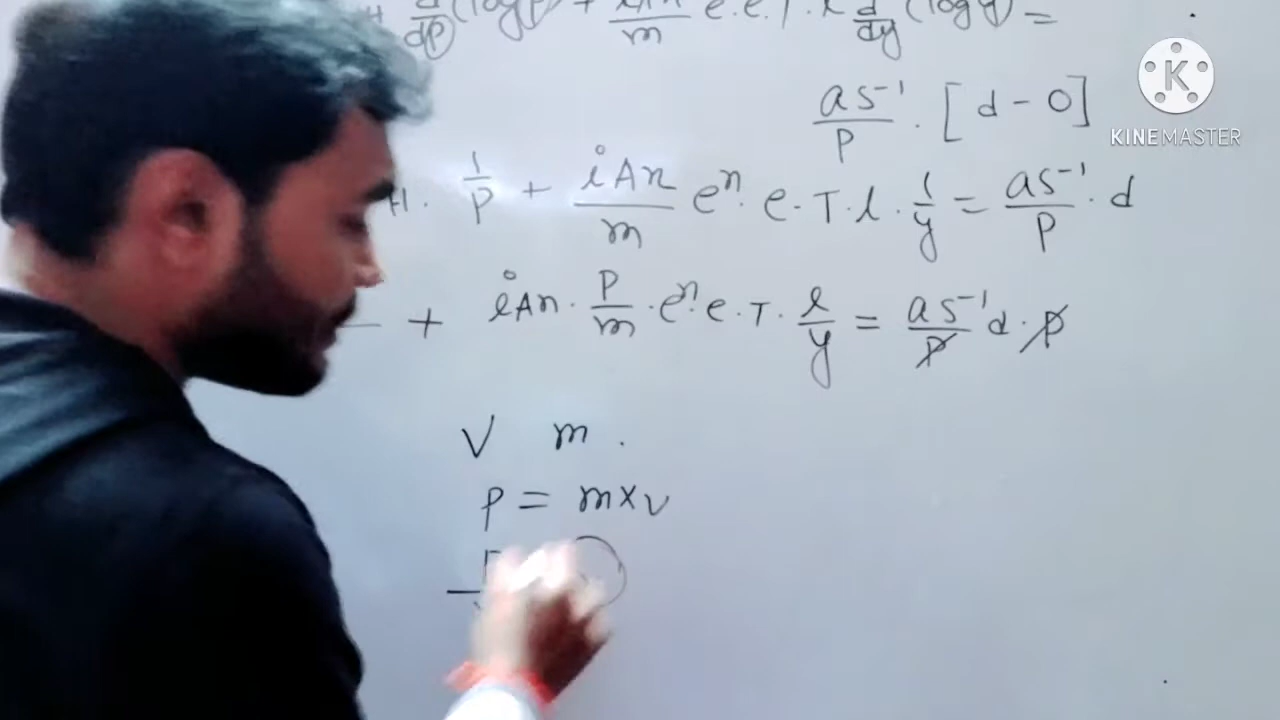 d/dp (log p) + iAn/m e.e.T.l d/dy (log y) =
as⁻¹/p . [d - 0]
KINEMASTER
H. 1/p + iAn/m eⁿ. e.T.l. 1/y = as⁻¹/p . d
+ iAn. p/m .eⁿ.e.T. l/y = as⁻¹/p d.p
V m.
p = m×v